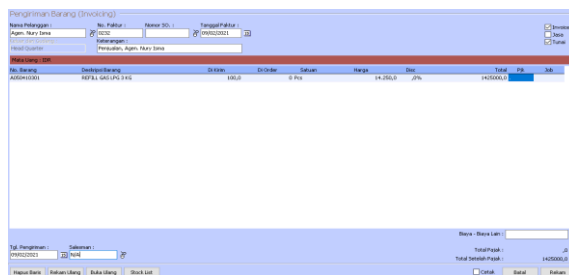 Pengiriman Barang (Invoicing)
Nama Pelanggan : No. Faktur : Nomor SO. : Tanggal Faktur :
Agen. Nury Isma 0232 09/02/2021 Invoice
Keterangan : Jasa
Head Quarter Penjualan, Agen. Nury Isma Tunai
Mata Uang : IDR
No. Barang Deskripsi Barang Di Kirim Di Order Satuan Harga Disc Total Pjk Job
REFILL GAS LPG 3 KG 100,0 0 Pcs 14.250,0 ,0% 1425000,0
Biaya - Biaya Lain :
Tgl. Pengiriman : Salesman : Total Pajak : ,0
09/02/2021 N/A Total Setelah Pajak : 1425000,0
Hapus Baris Rekam Ulang Buka Ulang Stock List Cetak Batal Rekam